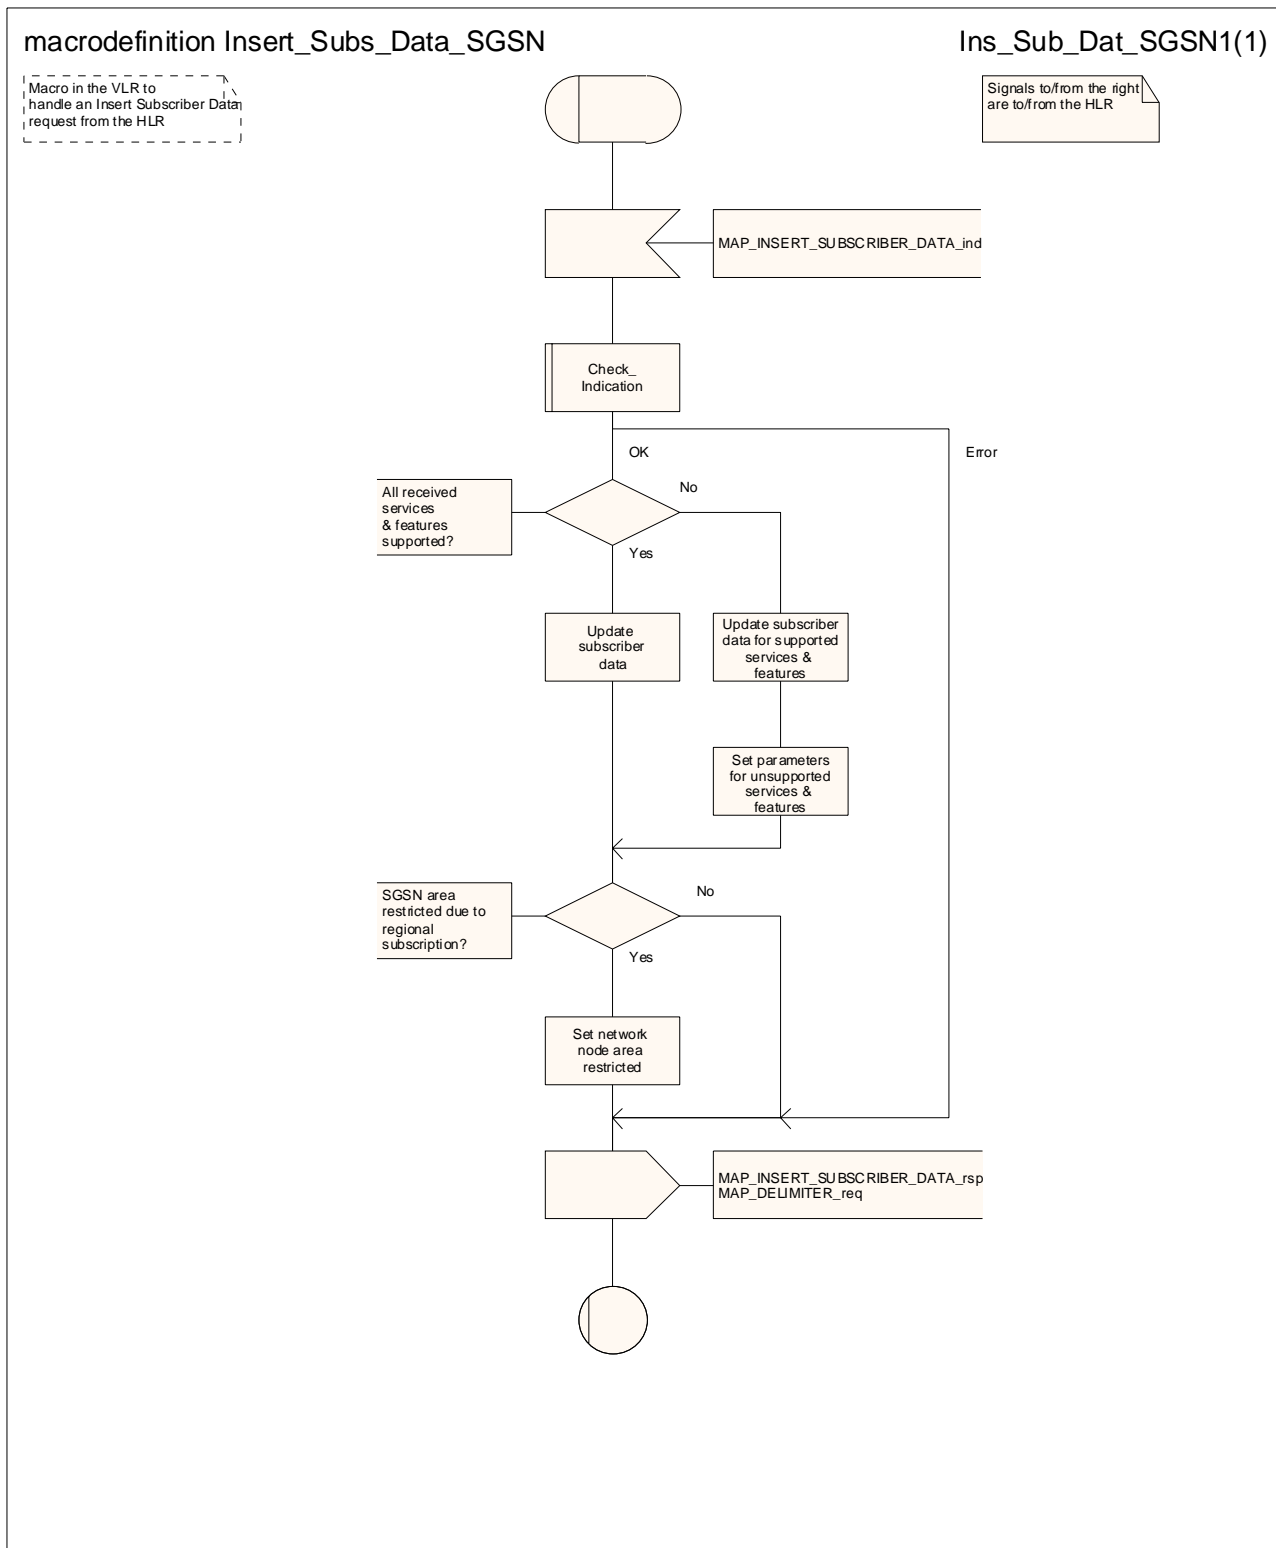 macrodefinition Insert_Subs_Data_SGSN
Ins_Sub_Dat_SGSN1(1)
Macro in the VLR to
handle an Insert Subscriber Data
request from the HLR
Signals to/from the right
are to/from the HLR
MAP_INSERT_SUBSCRIBER_DATA_ind
Check_
Indication
OK
Error
All received
services
& features
supported?
No
Yes
Update
subscriber
data
Update subscriber
data for supported
services &
features
Set parameters
for unsupported
services &
features
SGSN area
restricted due to
regional
subscription?
No
Yes
Set network
node area
restricted
MAP_INSERT_SUBSCRIBER_DATA_rsp
MAP_DELIMITER_req